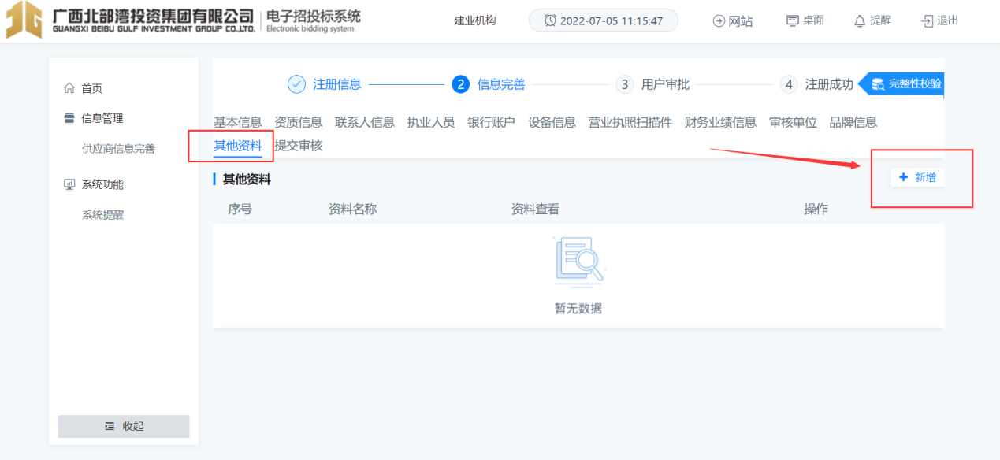 广西北部湾投资集团有限公司
GUANGXI BEIBU GULF INVESTMENT GROUP CO.,LTD.
电子招投标系统
Electronic bidding system
建业机构
2022-07-05 11:15:47
网站
桌面
提醒
退出
首页
信息管理
供应商信息完善
系统功能
系统提醒
收起
注册信息
2 信息完善
3 用户审批
4 注册成功
完整性校验
基本信息 资质信息 联系人信息 执业人员 银行账户 设备信息 营业执照扫描件 财务业绩信息 审核单位 品牌信息
其他资料 提交审核
其他资料
+ 新增
序号 资料名称 资料查看 操作
暂无数据